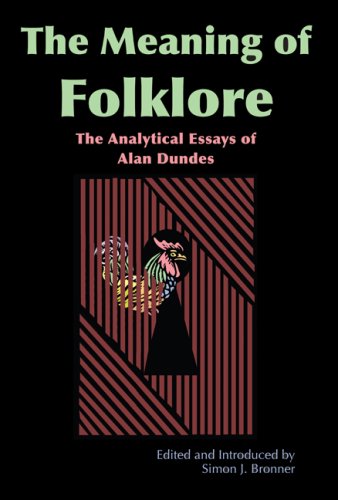 The Meaning of
Folklore
The Analytical Essays of
Alan Dundes
Edited and Introduced by
Simon J. Bronner